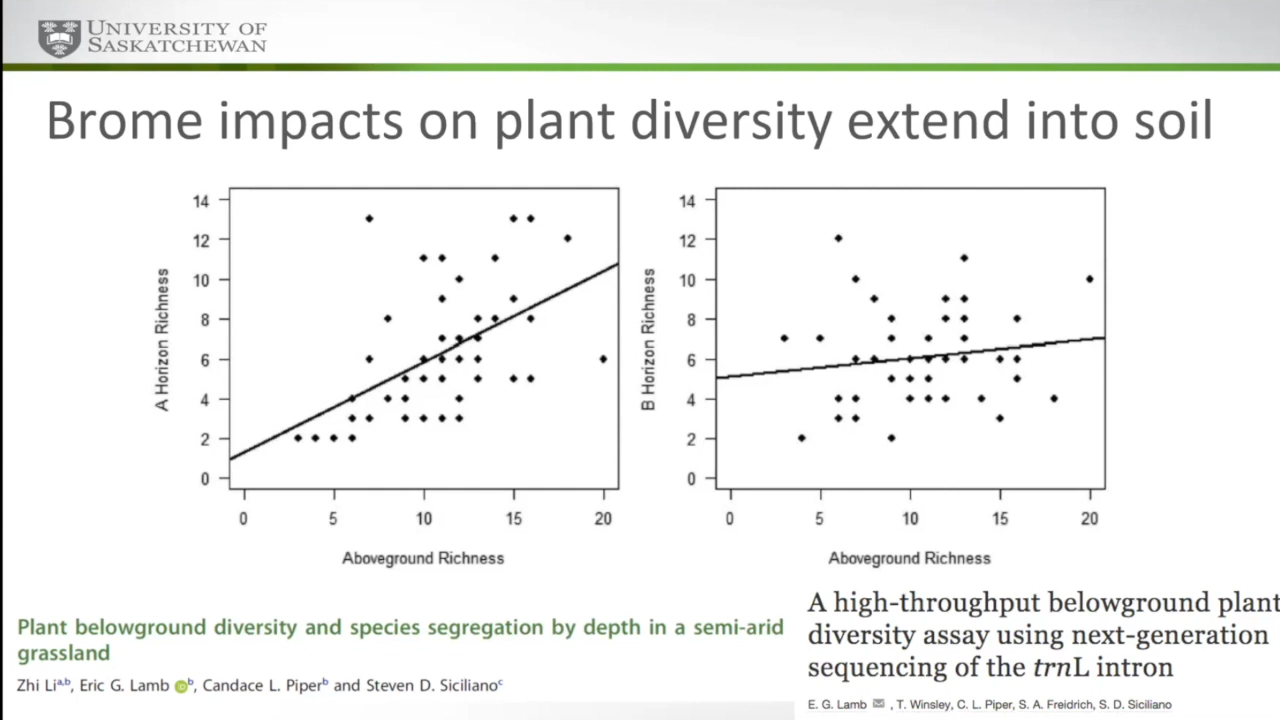 UNIVERSITY OF
SASKATCHEWAN
Brome impacts on plant diversity extend into soil
14
12
10
8
6
4
2
0
A Horizon Richness
0 5 10 15 20
Aboveground Richness
14
12
10
8
6
4
2
0
B Horizon Richness
0 5 10 15 20
Aboveground Richness
Plant belowground diversity and species segregation by depth in a semi-arid
grassland
Zhi Liᵃ,ᵇ, Eric G. Lamb ᵇ, Candace L. Piperᵇ and Steven D. Sicilianoᶜ
A high-throughput belowground plant
diversity assay using next-generation
sequencing of the trnL intron
E. G. Lamb , T. Winsley, C. L. Piper, S. A. Freidrich, S. D. Siciliano